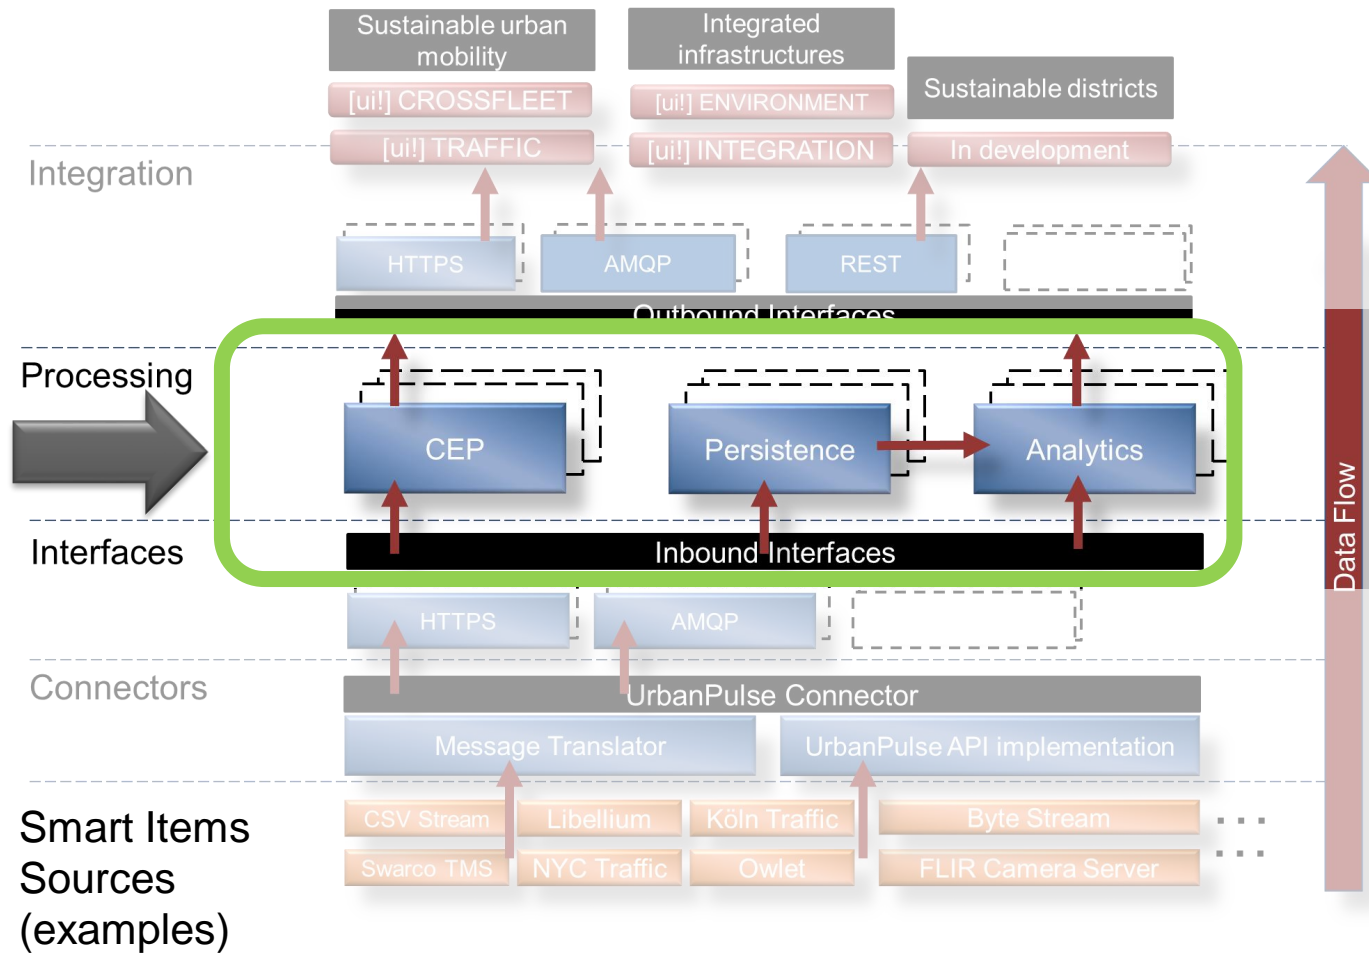 Sustainable urban
mobility
Integrated
infrastructures
Sustainable districts
[ui!] CROSSFLEET
[ui!] ENVIRONMENT
[ui!] TRAFFIC
[ui!] INTEGRATION
In development
Integration
HTTPS
AMQP
REST
Outbound Interfaces
Processing
CEP
Persistence
Analytics
Data Flow
Interfaces
Inbound Interfaces
HTTPS
AMQP
Connectors
UrbanPulse Connector
Message Translator
UrbanPulse API implementation
Smart Items
Sources
(examples)
CSV Stream
Libellium
Köln Traffic
Byte Stream
...
Swarco TMS
NYC Traffic
Owlet
FLIR Camera Server
...